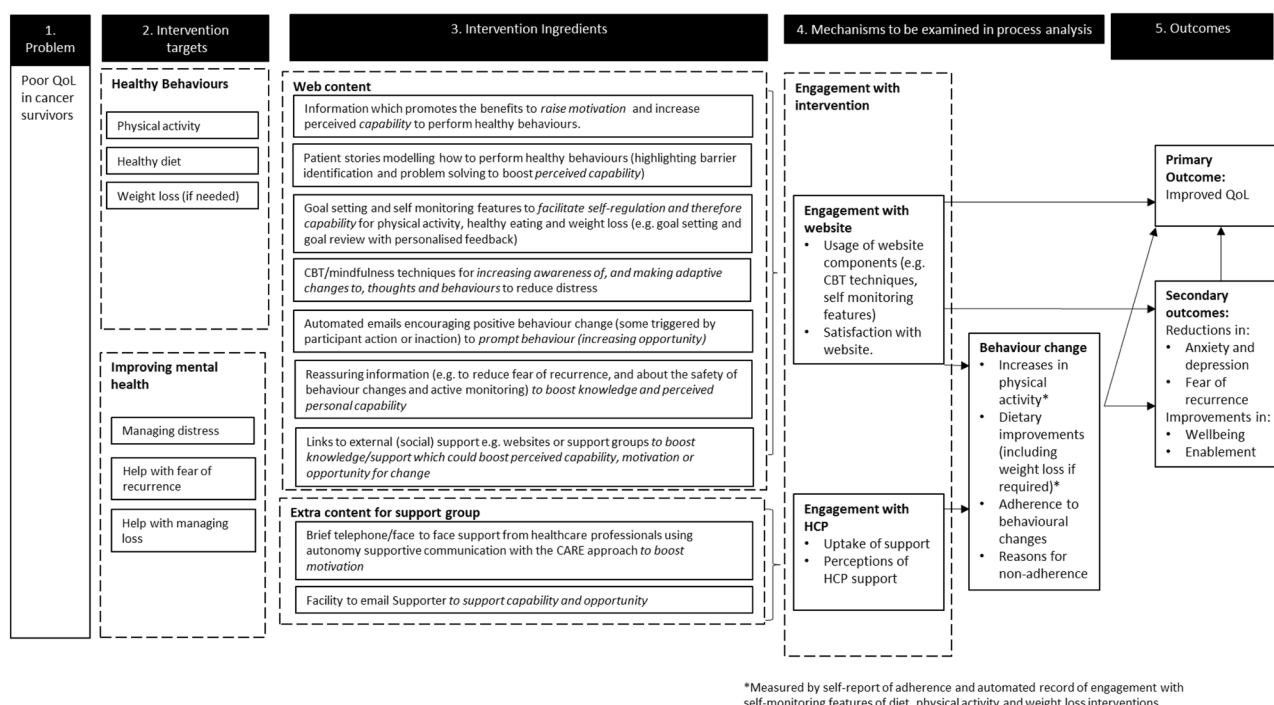 1.
Problem
2. Intervention
targets
3. Intervention Ingredients
4. Mechanisms to be examined in process analysis
5. Outcomes
Poor QoL
in cancer
survivors
Healthy Behaviours
Physical activity
Healthy diet
Weight loss (if needed)
Improving mental
health
Managing distress
Help with fear of
recurrence
Help with managing
loss
Web content
Information which promotes the benefits to raise motivation and increase
perceived capability to perform healthy behaviours.
Patient stories modelling how to perform healthy behaviours (highlighting barrier
identification and problem solving to boost perceived capability)
Goal setting and self monitoring features to facilitate self-regulation and therefore
capability for physical activity, healthy eating and weight loss (e.g. goal setting and
goal review with personalised feedback)
CBT/mindfulness techniques for increasing awareness of, and making adaptive
changes to, thoughts and behaviours to reduce distress
Automated emails encouraging positive behaviour change (some triggered by
participant action or inaction) to prompt behaviour (increasing opportunity)
Reassuring information (e.g. to reduce fear of recurrence, and about the safety of
behaviour changes and active monitoring) to boost knowledge and perceived
personal capability
Links to external (social) support e.g. websites or support groups to boost
knowledge/support which could boost perceived capability, motivation or
opportunity for change
Extra content for support group
Brief telephone/face to face support from healthcare professionals using
autonomy supportive communication with the CARE approach to boost
motivation
Facility to email Supporter to support capability and opportunity
Engagement with
intervention
Engagement with
website
• Usage of website
components (e.g.
CBT techniques,
self monitoring
features)
• Satisfaction with
website.
Engagement with
HCP
• Uptake of support
• Perceptions of
HCP support
Behaviour change
• Increases in
physical
activity*
• Dietary
improvements
(including
weight loss if
required)*
• Adherence to
behavioural
changes
• Reasons for
non-adherence
Primary
Outcome:
Improved QoL
Secondary
outcomes:
Reductions in:
• Anxiety and
depression
• Fear of
recurrence
Improvements in:
• Wellbeing
• Enablement
*Measured by self-report of adherence and automated record of engagement with
self-monitoring features of diet, physical activity and weight loss interventions